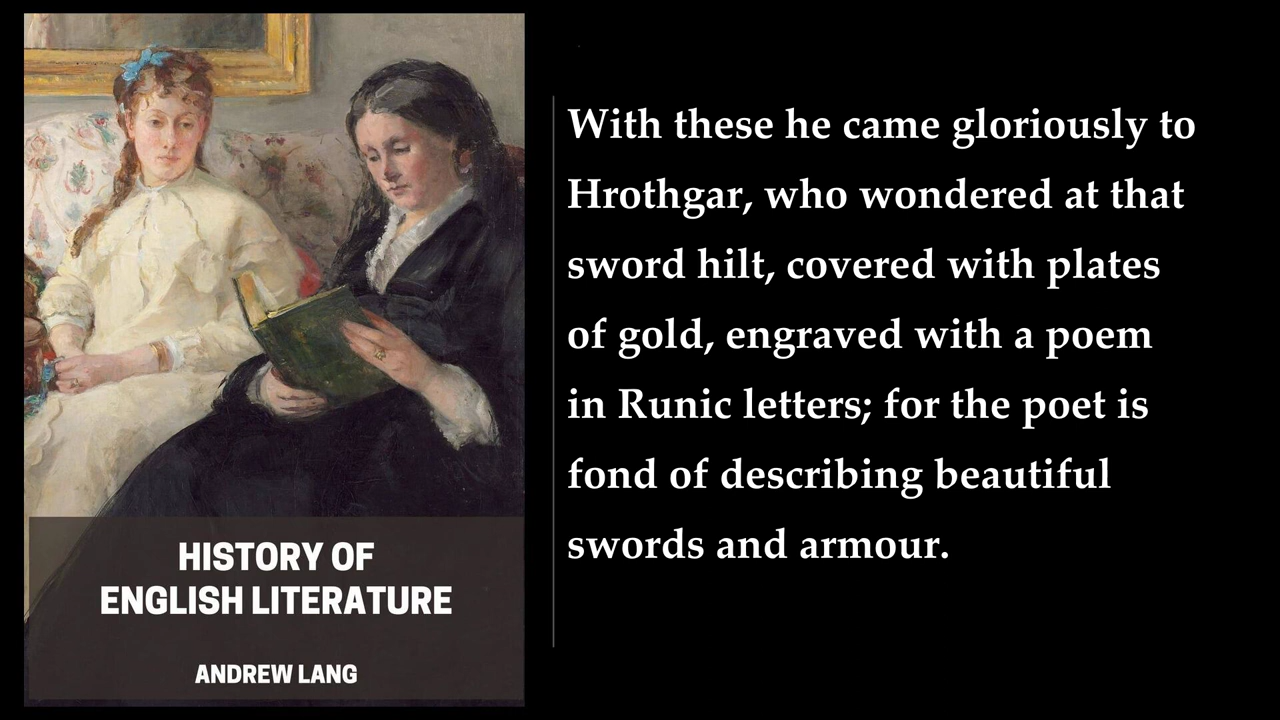 HISTORY OF
ENGLISH LITERATURE
ANDREW LANG
With these he came gloriously to
Hrothgar, who wondered at that
sword hilt, covered with plates
of gold, engraved with a poem
in Runic letters; for the poet is
fond of describing beautiful
swords and armour.